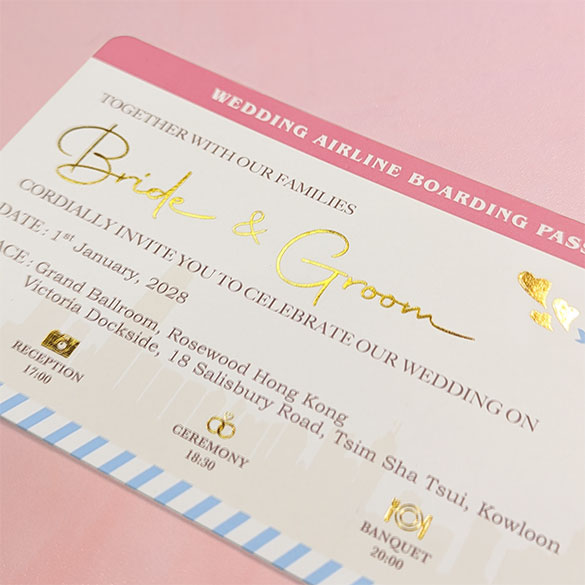 WEDDING AIRLINE BOARDING PASS
TOGETHER WITH OUR FAMILIES
Bride & Groom
CORDIALLY INVITE YOU TO CELEBRATE OUR WEDDING ON
DATE : 1st January, 2028
ACE : Grand Ballroom, Rosewood Hong Kong
Victoria Dockside, 18 Salisbury Road, Tsim Sha Tsui, Kowloon
RECEPTION
17:00
CEREMONY
18:30
BANQUET
20:00